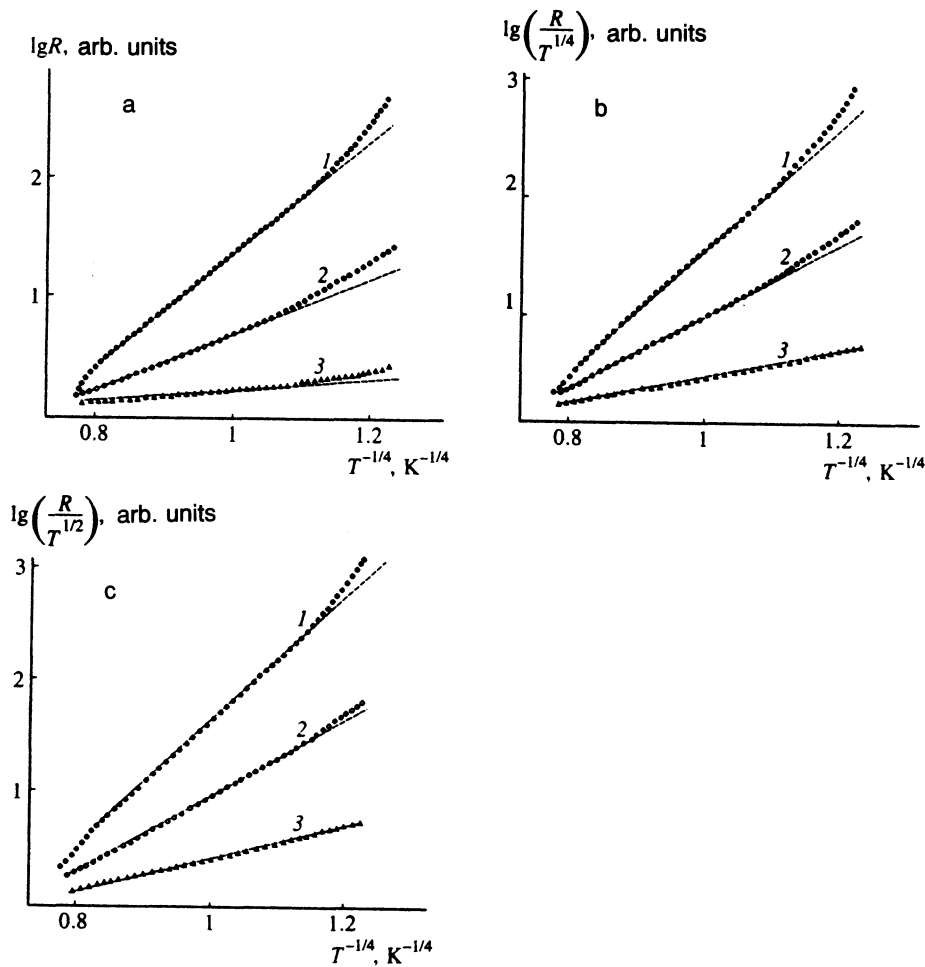 lgR, arb. units
a
2
1
1
2
3
0.8 1 1.2
T^{-1/4}, K^{-1/4}
lg(R/T^{1/4}), arb. units
3
b
2
1
1
2
3
0.8 1 1.2
T^{-1/4}, K^{-1/4}
lg(R/T^{1/2}), arb. units
3
c
2
1
1
2
3
0.8 1 1.2
T^{-1/4}, K^{-1/4}